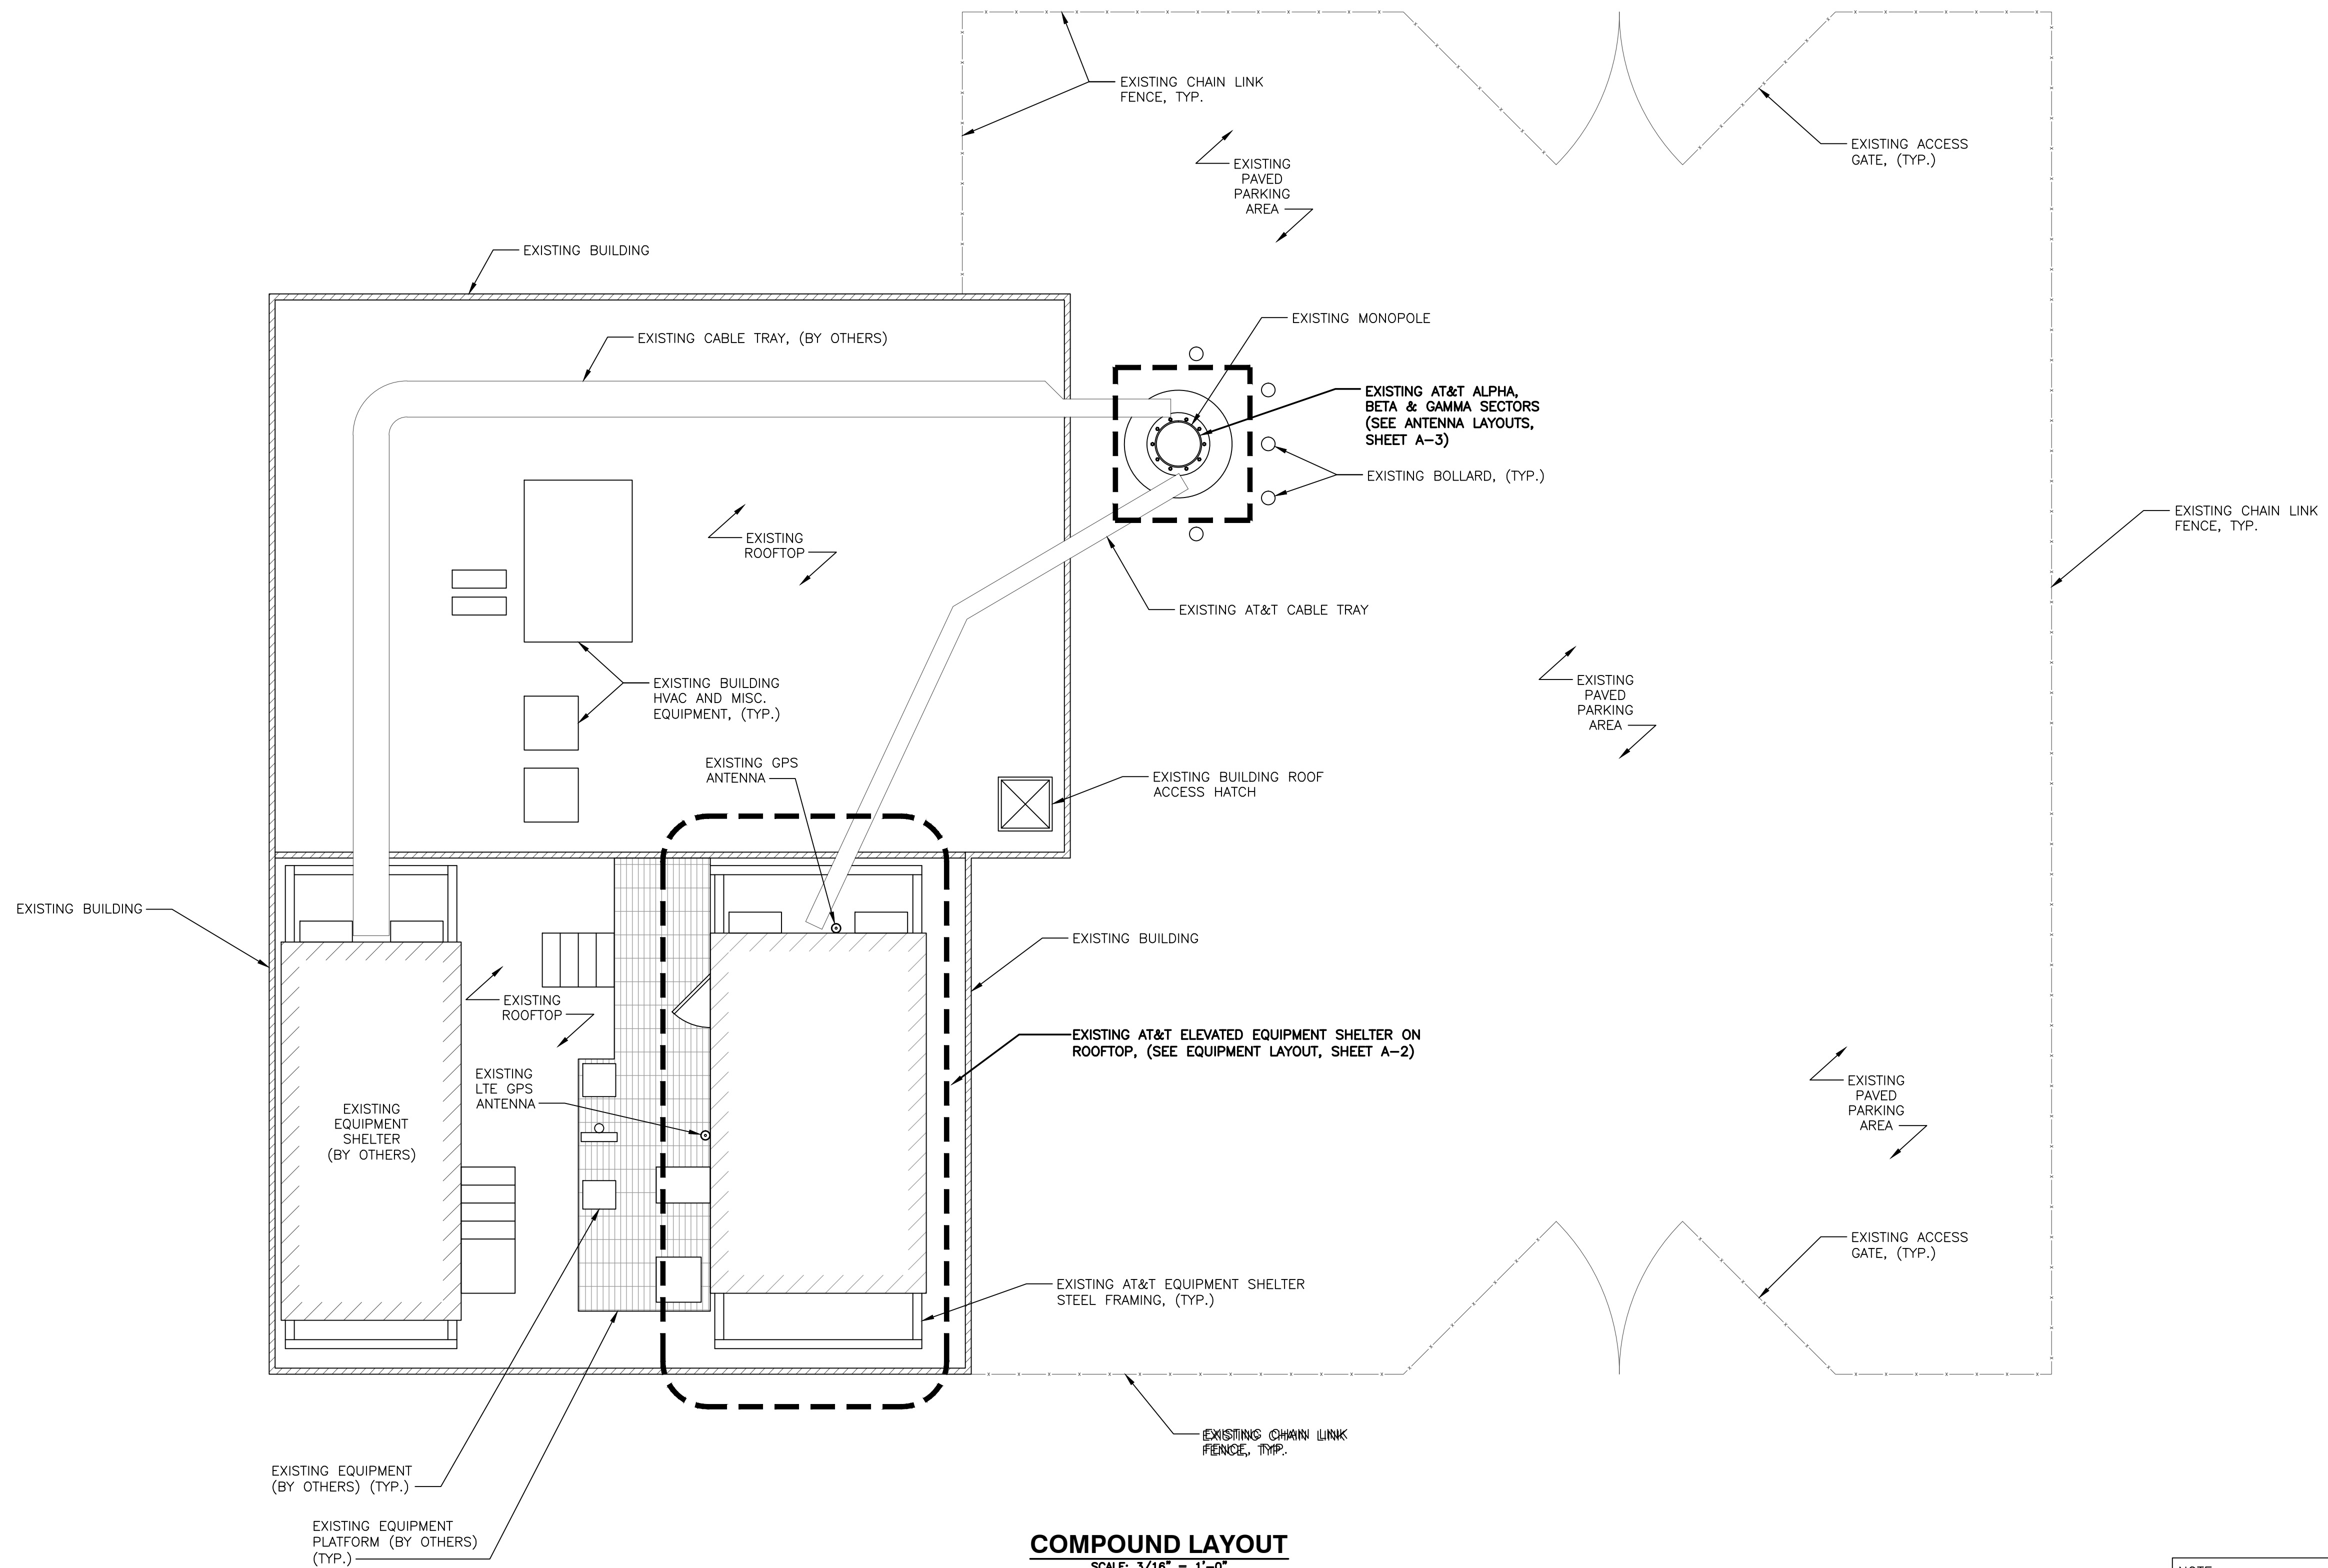 EXISTING CHAIN LINK
FENCE, TYP.
EXISTING ACCESS
GATE, (TYP.)
EXISTING
PAVED
PARKING
AREA
EXISTING BUILDING
EXISTING MONOPOLE
EXISTING CABLE TRAY, (BY OTHERS)
EXISTING AT&T ALPHA,
BETA & GAMMA SECTORS
(SEE ANTENNA LAYOUTS,
SHEET A-3)
EXISTING BOLLARD, (TYP.)
EXISTING CHAIN LINK
FENCE, TYP.
EXISTING
ROOFTOP
EXISTING AT&T CABLE TRAY
EXISTING BUILDING
HVAC AND MISC.
EQUIPMENT, (TYP.)
EXISTING
PAVED
PARKING
AREA
EXISTING GPS
ANTENNA
EXISTING BUILDING ROOF
ACCESS HATCH
EXISTING BUILDING
EXISTING BUILDING
EXISTING
ROOFTOP
EXISTING AT&T ELEVATED EQUIPMENT SHELTER ON
ROOFTOP, (SEE EQUIPMENT LAYOUT, SHEET A-2)
EXISTING
LTE GPS
ANTENNA
EXISTING
PAVED
PARKING
AREA
EXISTING
EQUIPMENT
SHELTER
(BY OTHERS)
EXISTING ACCESS
GATE, (TYP.)
EXISTING AT&T EQUIPMENT SHELTER
STEEL FRAMING, (TYP.)
EXISTING CHAIN LINK
FENCE, TYP.
EXISTING EQUIPMENT
(BY OTHERS) (TYP.)
EXISTING EQUIPMENT
PLATFORM (BY OTHERS)
(TYP.)
COMPOUND LAYOUT
SCALE: 3/16" = 1'-0"